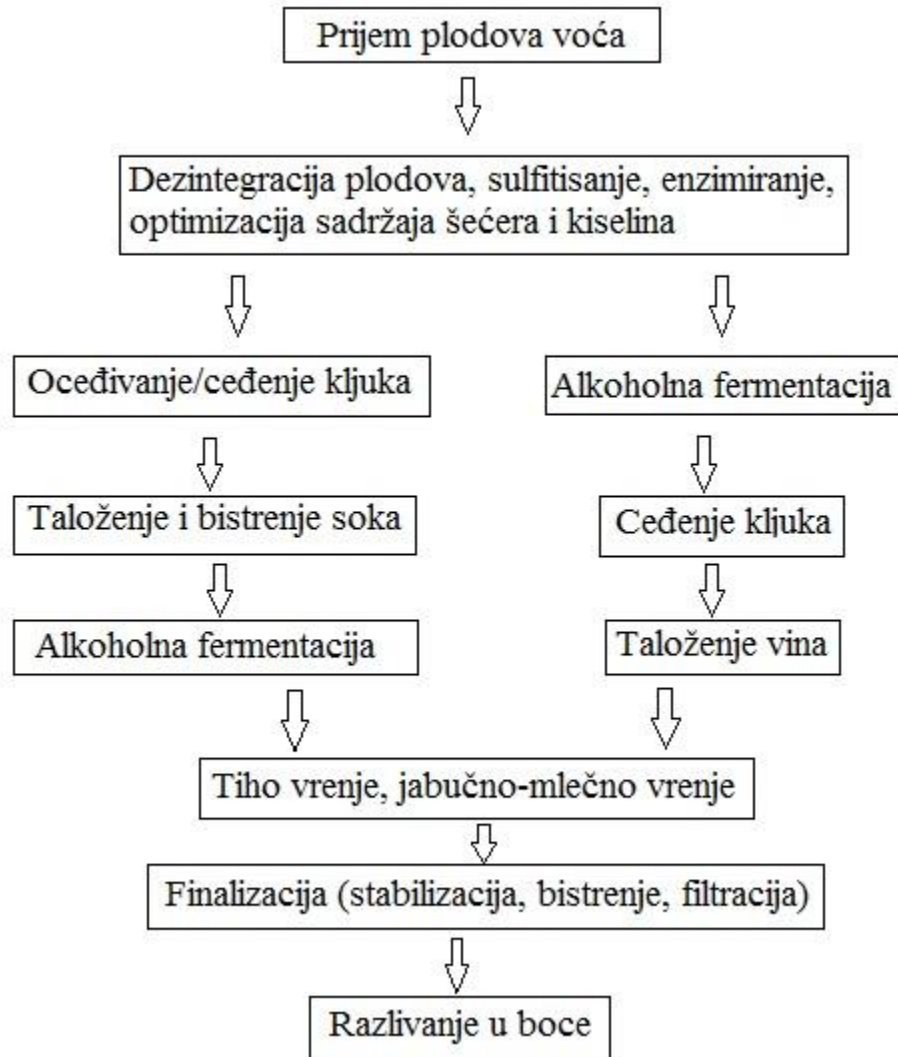 Prijem plodova voća
Dezintegracija plodova, sulfitisanje, enzimiranje,
optimizacija sadržaja šećera i kiselina
Oceđivanje/ceđenje kljuka
Alkoholna fermentacija
Taloženje i bistrenje soka
Ceđenje kljuka
Alkoholna fermentacija
Taloženje vina
Tiho vrenje, jabučno-mlečno vrenje
Finalizacija (stabilizacija, bistrenje, filtracija)
Razlivanje u boce